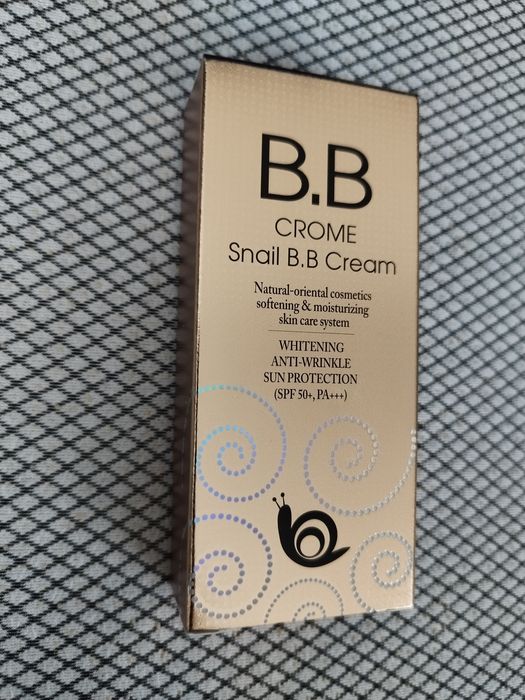 B.B
CROME
Snail B.B Cream
Natural-oriental cosmetics
softening & moisturizing
skin care system
WHITENING
ANTI-WRINKLE
SUN PROTECTION
(SPF 50+, PA+++)